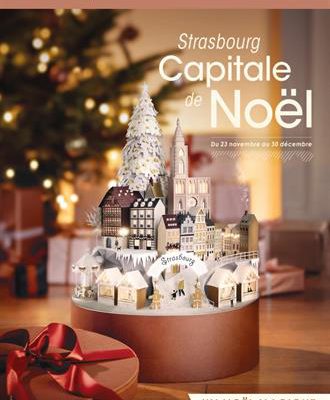 Strasbourg
Capitale
de Noël
Du 23 novembre au 30 décembre
Strasbourg